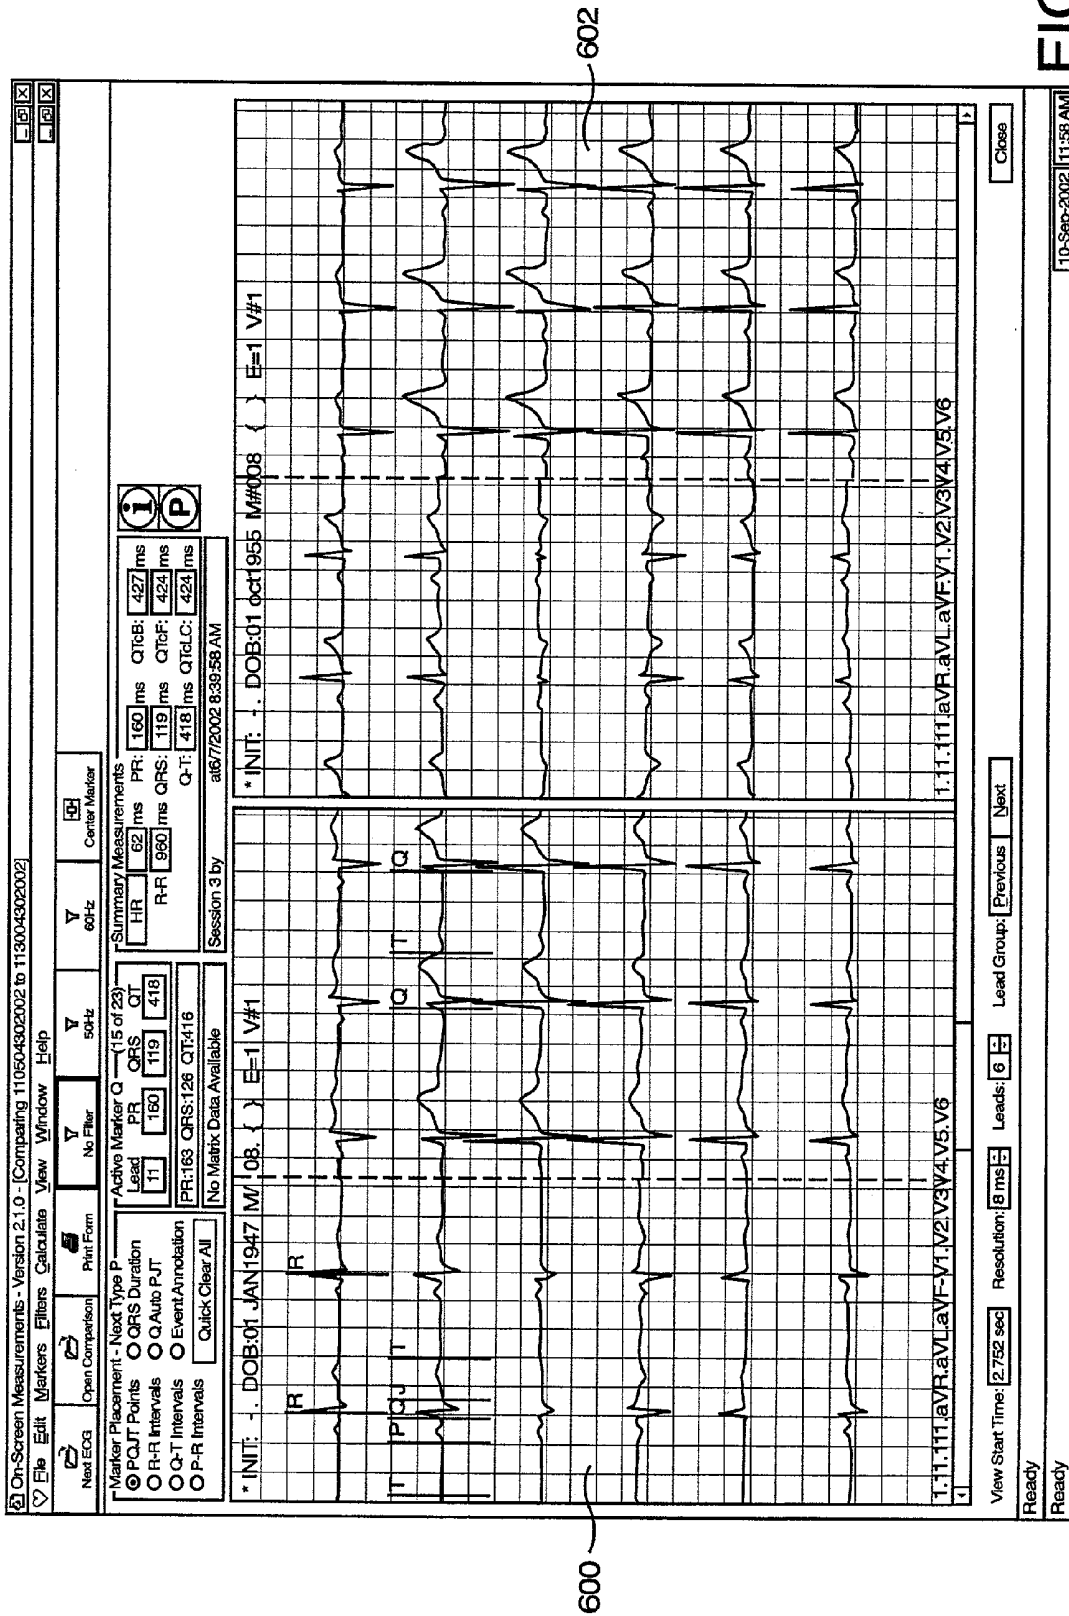 On-Screen Measurements - Version 2.1.0 - [Comparing 110504302002 to 113004302002]
File Edit Markers Filters Calculate View Window Help
Next ECG Open Comparison Print Form No Filter 50Hz 60Hz Center Marker
Marker Placement - Next Type P
PQJT Points QRS Duration
R-R Intervals Q Auto PJT
Q-T Intervals Event Annotation
P-R Intervals Quick Clear All
Active Marker Q (15 of 23)
Lead PR QRS QT
11 160 119 418
PR:163 QRS:126 QT:416
No Matrix Data Available
Summary Measurements
HR 62 ms PR: 160 ms QTcB: 427 ms
R-R 960 ms QRS: 119 ms QTcF: 424 ms
Q-T: 418 ms QTcLC: 424 ms
Session 3 by at6/7/2002 8:39:58 AM
i
P
* INIT: - . DOB:01 JAN1947 M/ 08. { } E=1 V#1
R R
T P Q J T Q T Q
1.11.111.aVR.aVL.aVF-V1.V2.V3V4.V5.V6
* INIT: - . DOB:01 oct1955 M#008 { } E=1 V#1
1.11.111.aVR.aVL.aVF.V1.V2.V3V4.V5.V6
View Start Time: 2.752 sec Resolution: 8 ms Leads: 6 Lead Group: Previous Next Close
Ready
Ready 10-Sep-2002 11:58 AM
600
602